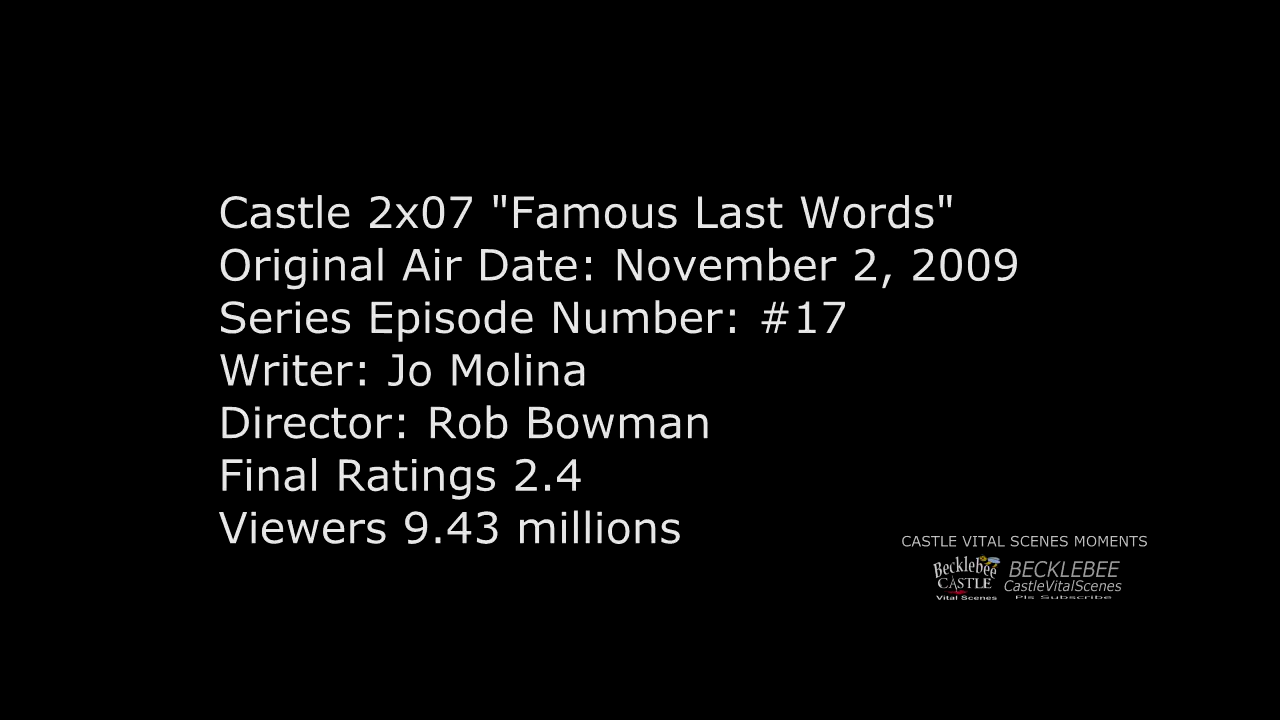 Castle 2x07 "Famous Last Words"
Original Air Date: November 2, 2009
Series Episode Number: #17
Writer: Jo Molina
Director: Rob Bowman
Final Ratings 2.4
Viewers 9.43 millions
CASTLE VITAL SCENES MOMENTS
Becklebee
CASTLE
Vital Scenes
BECKLEBEE
CastleVitalScenes
Pls Subscribe